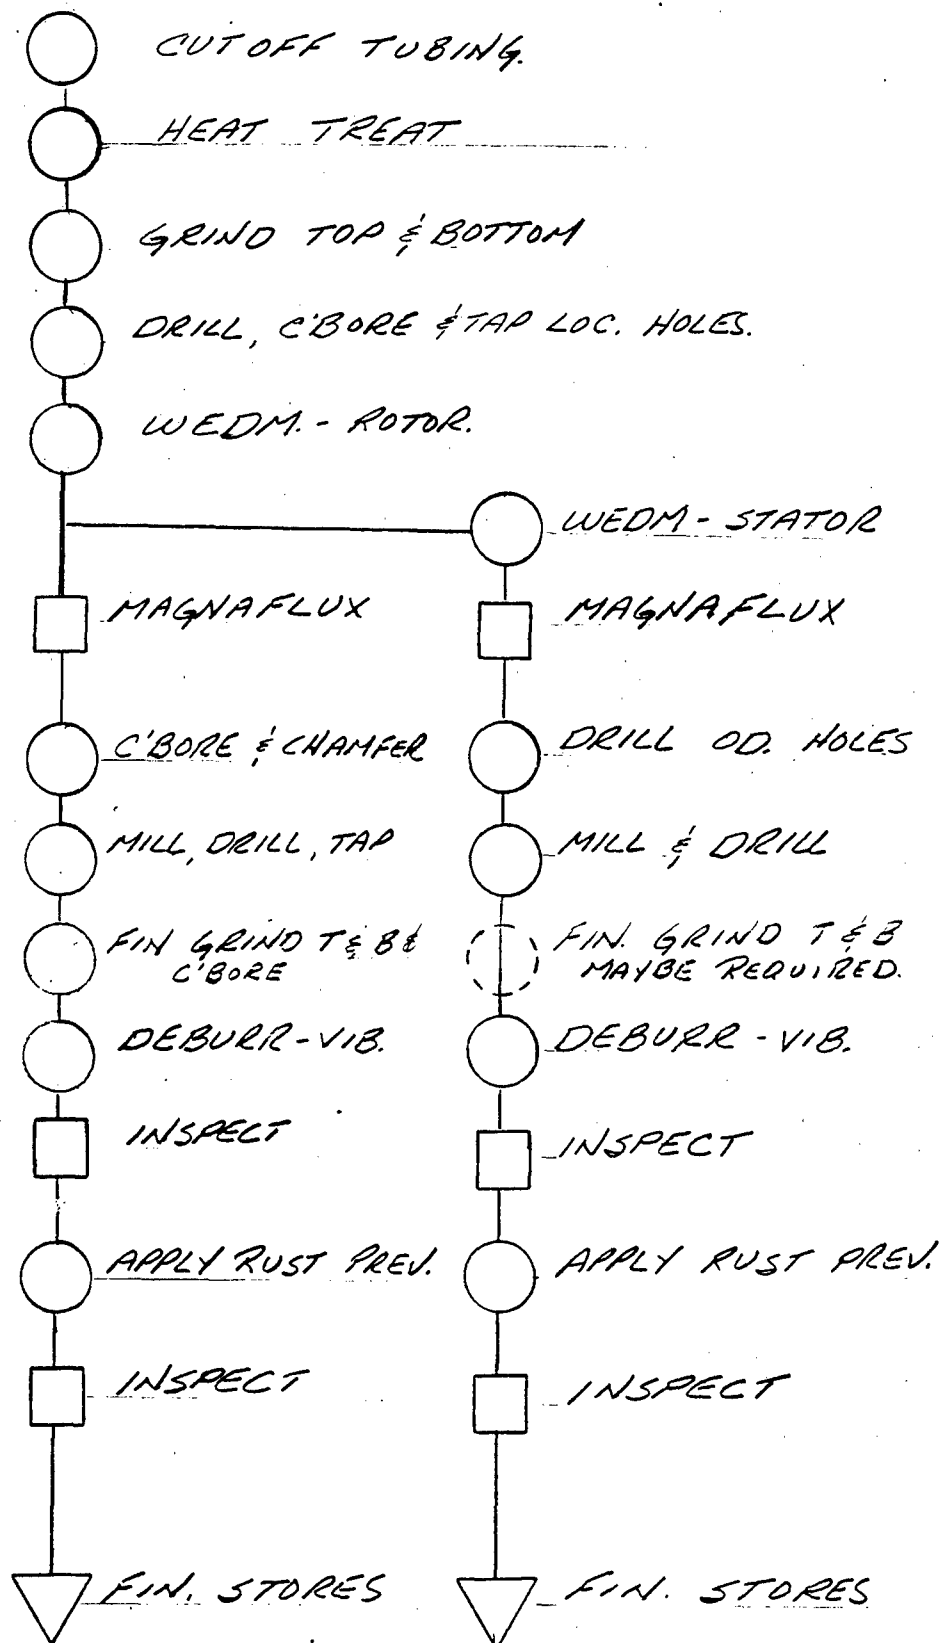 CUT OFF TUBING.
HEAT TREAT
GRIND TOP & BOTTOM
DRILL, C'BORE & TAP LOC. HOLES.
WEDM. - ROTOR.
WEDM - STATOR
MAGNAFLUX
MAGNAFLUX
C'BORE & CHAMFER
DRILL OD. HOLES
MILL, DRILL, TAP
MILL & DRILL
FIN GRIND T & B &
C'BORE
FIN. GRIND T & B
MAYBE REQUIRED.
DEBURR - VIB.
DEBURR - VIB.
INSPECT
INSPECT
APPLY RUST PREV.
APPLY RUST PREV.
INSPECT
INSPECT
FIN. STORES
FIN. STORES